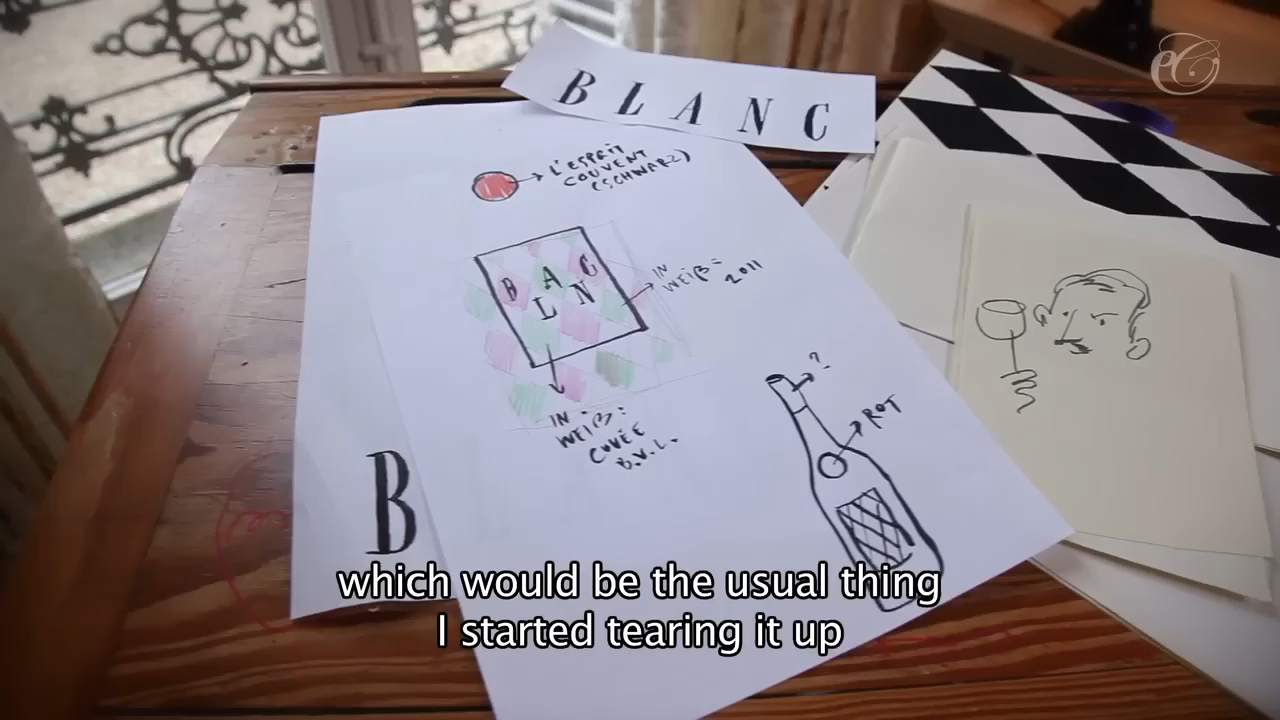 BLANC
L'ESPRIT
COUVENT
(SCHWARZ)
B A C
L N
IN
WEIß =
2011
IN
WEIß:
CUVÉE
B.V.L.
?
ROT
B
eC
which would be the usual thing
I started tearing it up